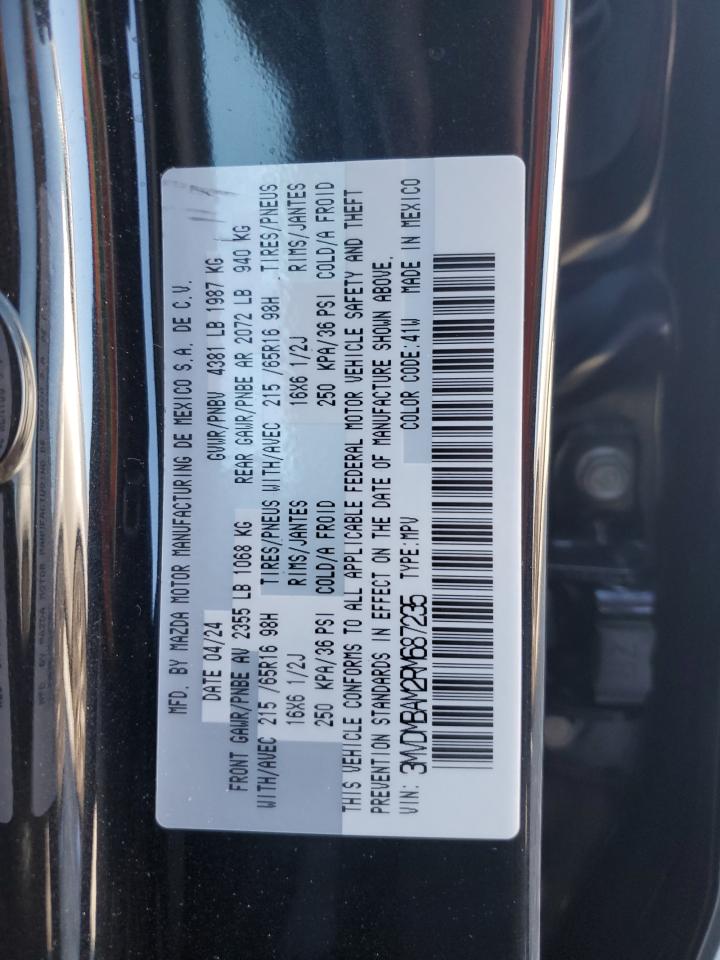 MFD. BY MAZDA MOTOR MANUFACTURING DE MEXICO S.A. DE C.V.
DATE 04/24 GVWR/PNBV 4381 LB 1987 KG
FRONT GAWR/PNBE AV 2355 LB 1068 KG REAR GAWR/PNBE AR 2072 LB 940 KG
WITH/AVEC 215 /65R16 98H TIRES/PNEUS WITH/AVEC 215 /65R16 98H TIRES/PNEUS
16X6 1/2J RIMS/JANTES 16X6 1/2J RIMS/JANTES
250 KPA/36 PSI COLD/A FROID 250 KPA/36 PSI COLD/A FROID
THIS VEHICLE CONFORMS TO ALL APPLICABLE FEDERAL MOTOR VEHICLE SAFETY AND THEFT
PREVENTION STANDARDS IN EFFECT ON THE DATE OF MANUFACTURE SHOWN ABOVE.
VIN: 3MVDMBAM2RM687235 TYPE:MPV COLOR CODE:41W MADE IN MEXICO